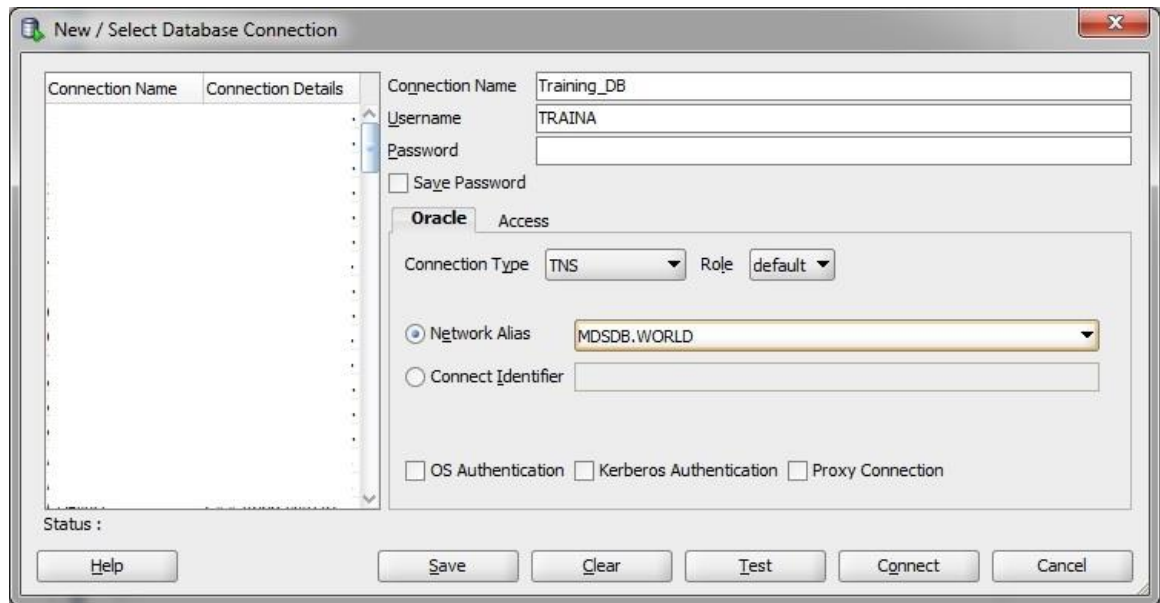 New / Select Database Connection
Connection Name Connection Details
Connection Name Training_DB
Username TRAINA
Password
Save Password
Oracle Access
Connection Type TNS Role default
Network Alias MDSDB.WORLD
Connect Identifier
OS Authentication Kerberos Authentication Proxy Connection
Status :
Help Save Clear Test Connect Cancel